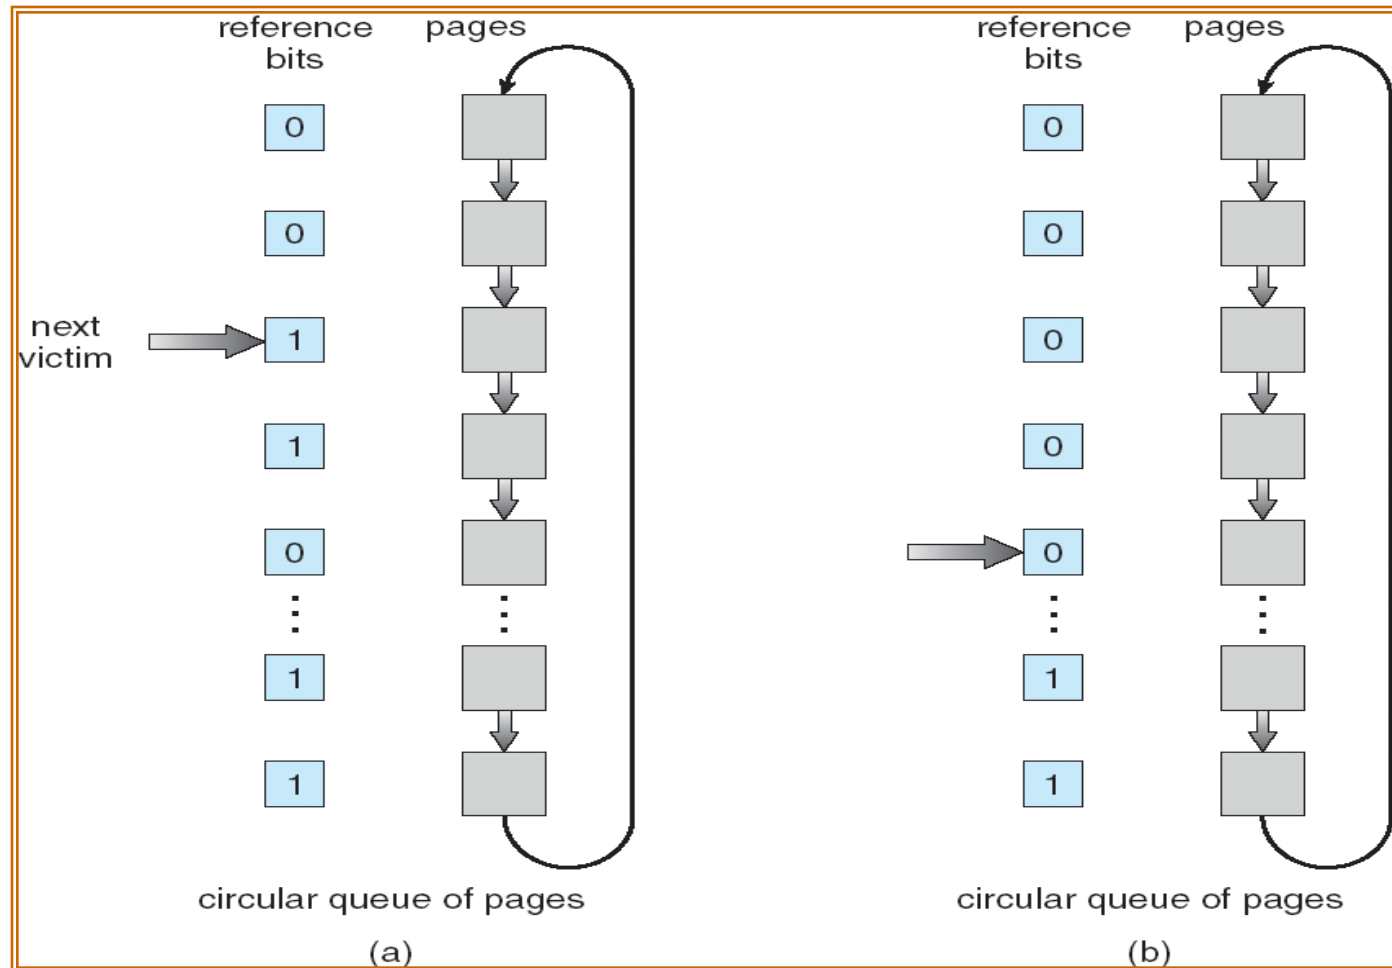 reference pages
bits
0
0
next
victim
1
1
0
1
1
circular queue of pages
(a)
reference pages
bits
0
0
0
0
0
1
1
circular queue of pages
(b)